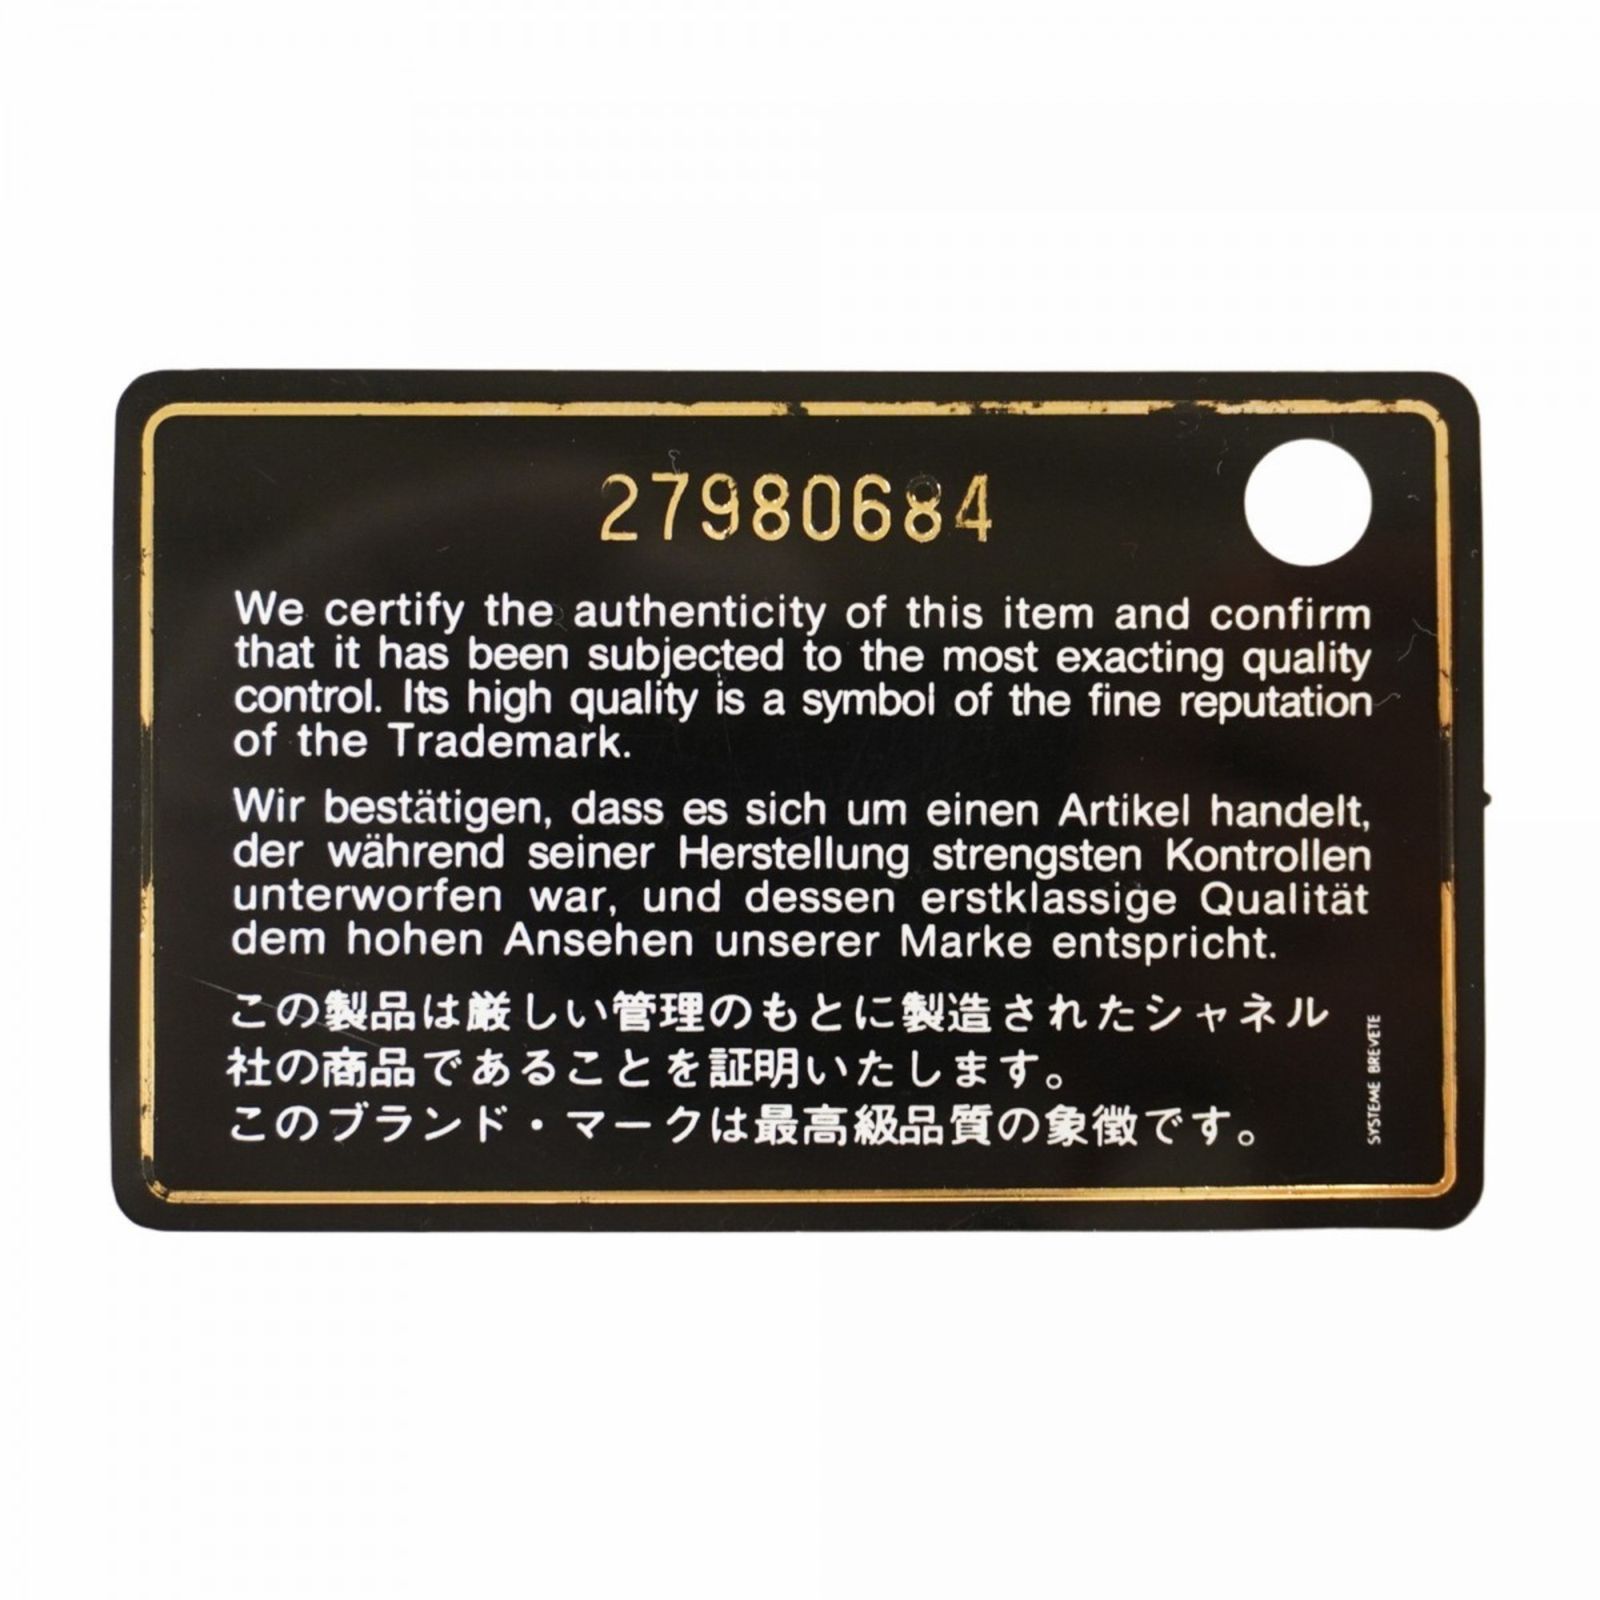 27980684
We certify the authenticity of this item and confirm
that it has been subjected to the most exacting quality
control. Its high quality is a symbol of the fine reputation
of the Trademark.
Wir bestätigen, dass es sich um einen Artikel handelt,
der während seiner Herstellung strengsten Kontrollen
unterworfen war, und dessen erstklassige Qualität
dem hohen Ansehen unserer Marke entspricht.
この製品は厳しい管理のもとに製造されたシャネル
社の商品であることを証明いたします。
このブランド・マークは最高級品質の象徴です。
SYSTEME BREVETE